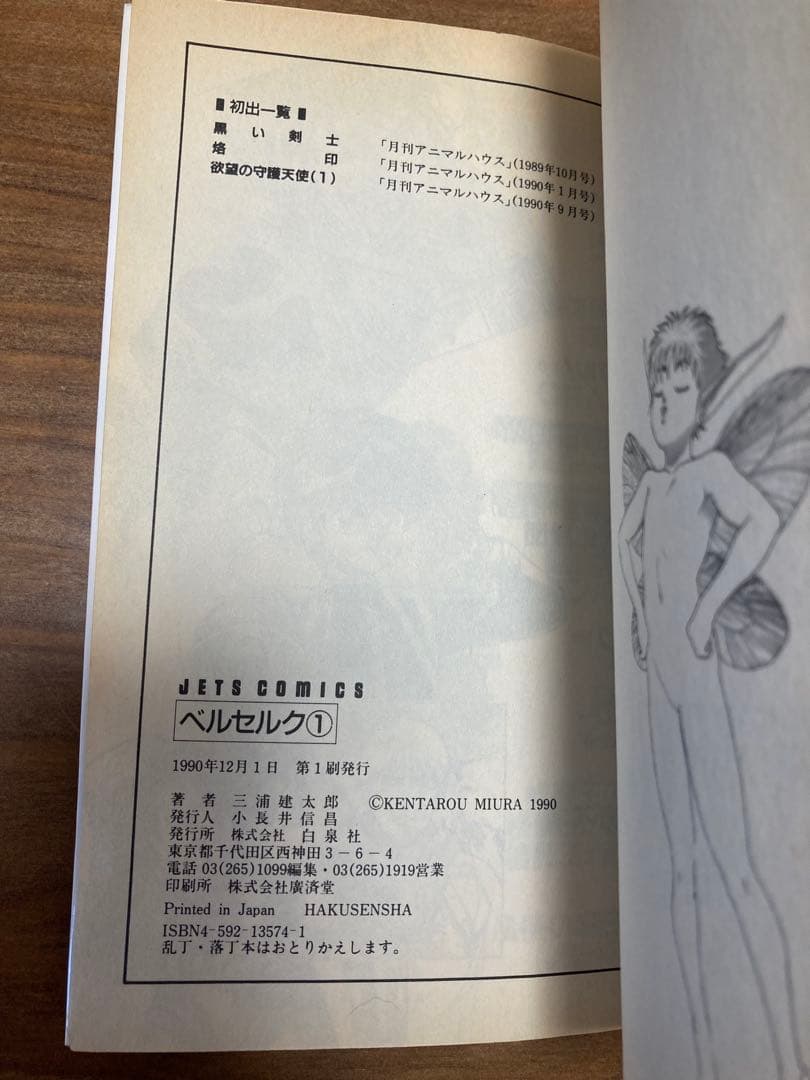 ■初出一覧■
黒い剣士 「月刊アニマルハウス」(1989年10月号)
烙印 「月刊アニマルハウス」(1990年1月号)
欲望の守護天使(1) 「月刊アニマルハウス」(1990年9月号)
JETS COMICS
ベルセルク①
1990年12月1日 第1刷発行
著者 三浦建太郎 ©KENTAROU MIURA 1990
発行人 小長井信昌
発行所 株式会社 白泉社
東京都千代田区西神田3-6-4
電話 03(265)1099編集・03(265)1919営業
印刷所 株式会社廣済堂
Printed in Japan HAKUSENSHA
ISBN4-592-13574-1
乱丁・落丁本はおとりかえします。